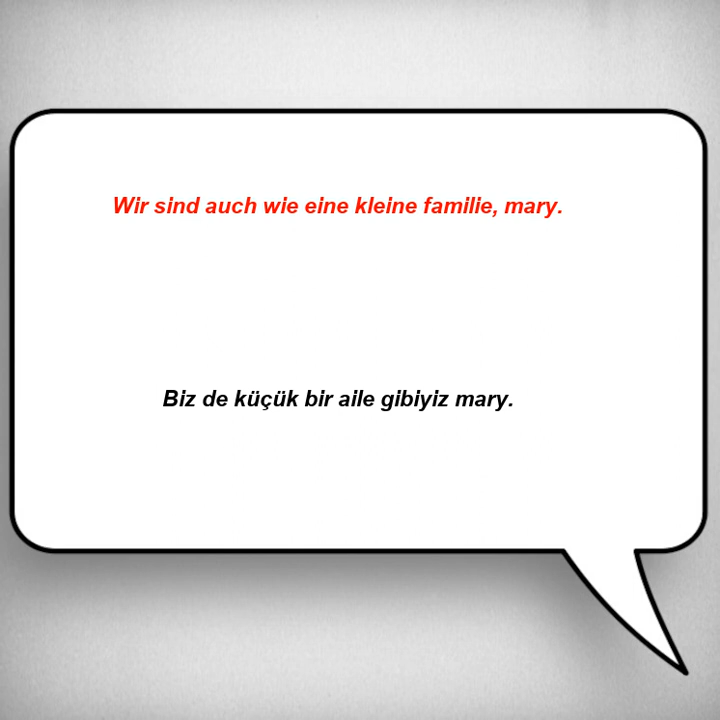 Wir sind auch wie eine kleine familie, mary.
Biz de küçük bir aile gibiyiz mary.